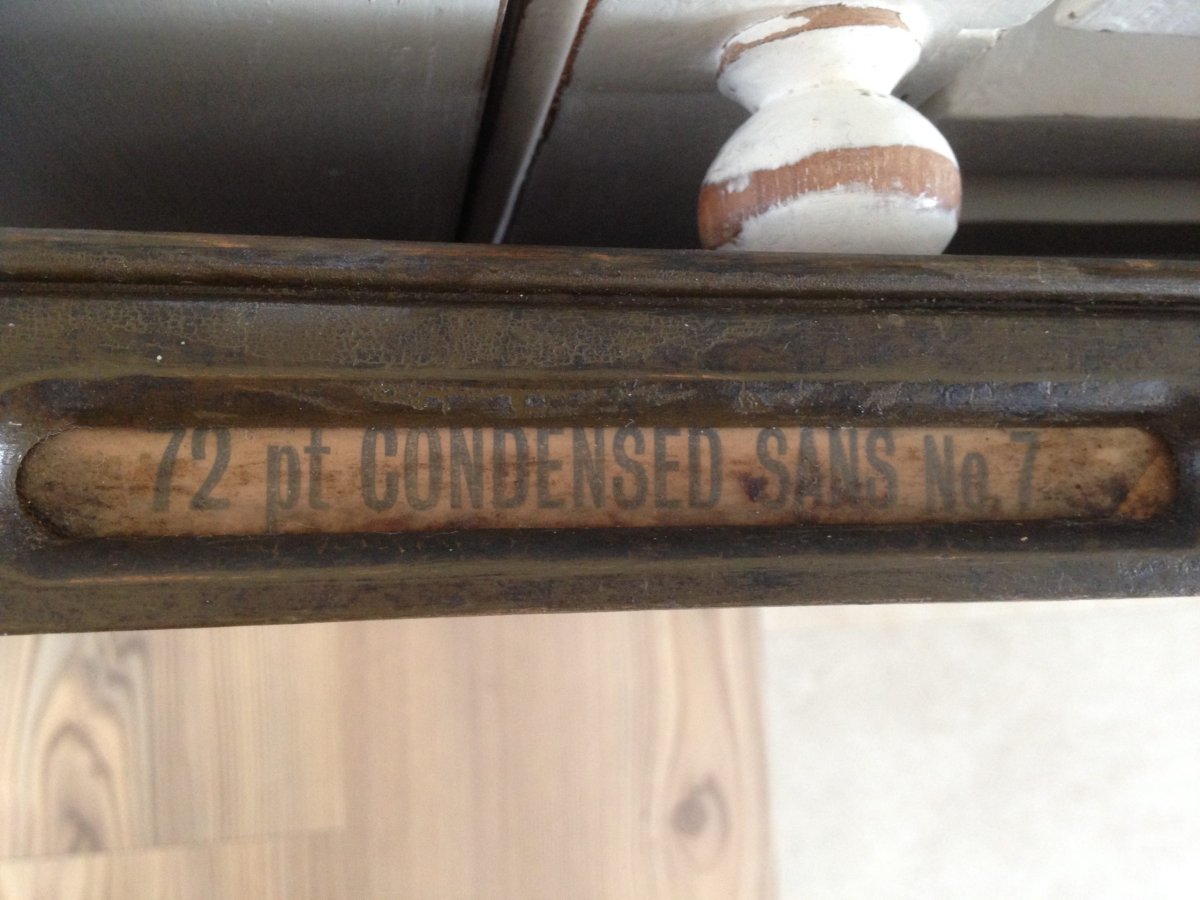 72 pt CONDENSED SANS No. 7